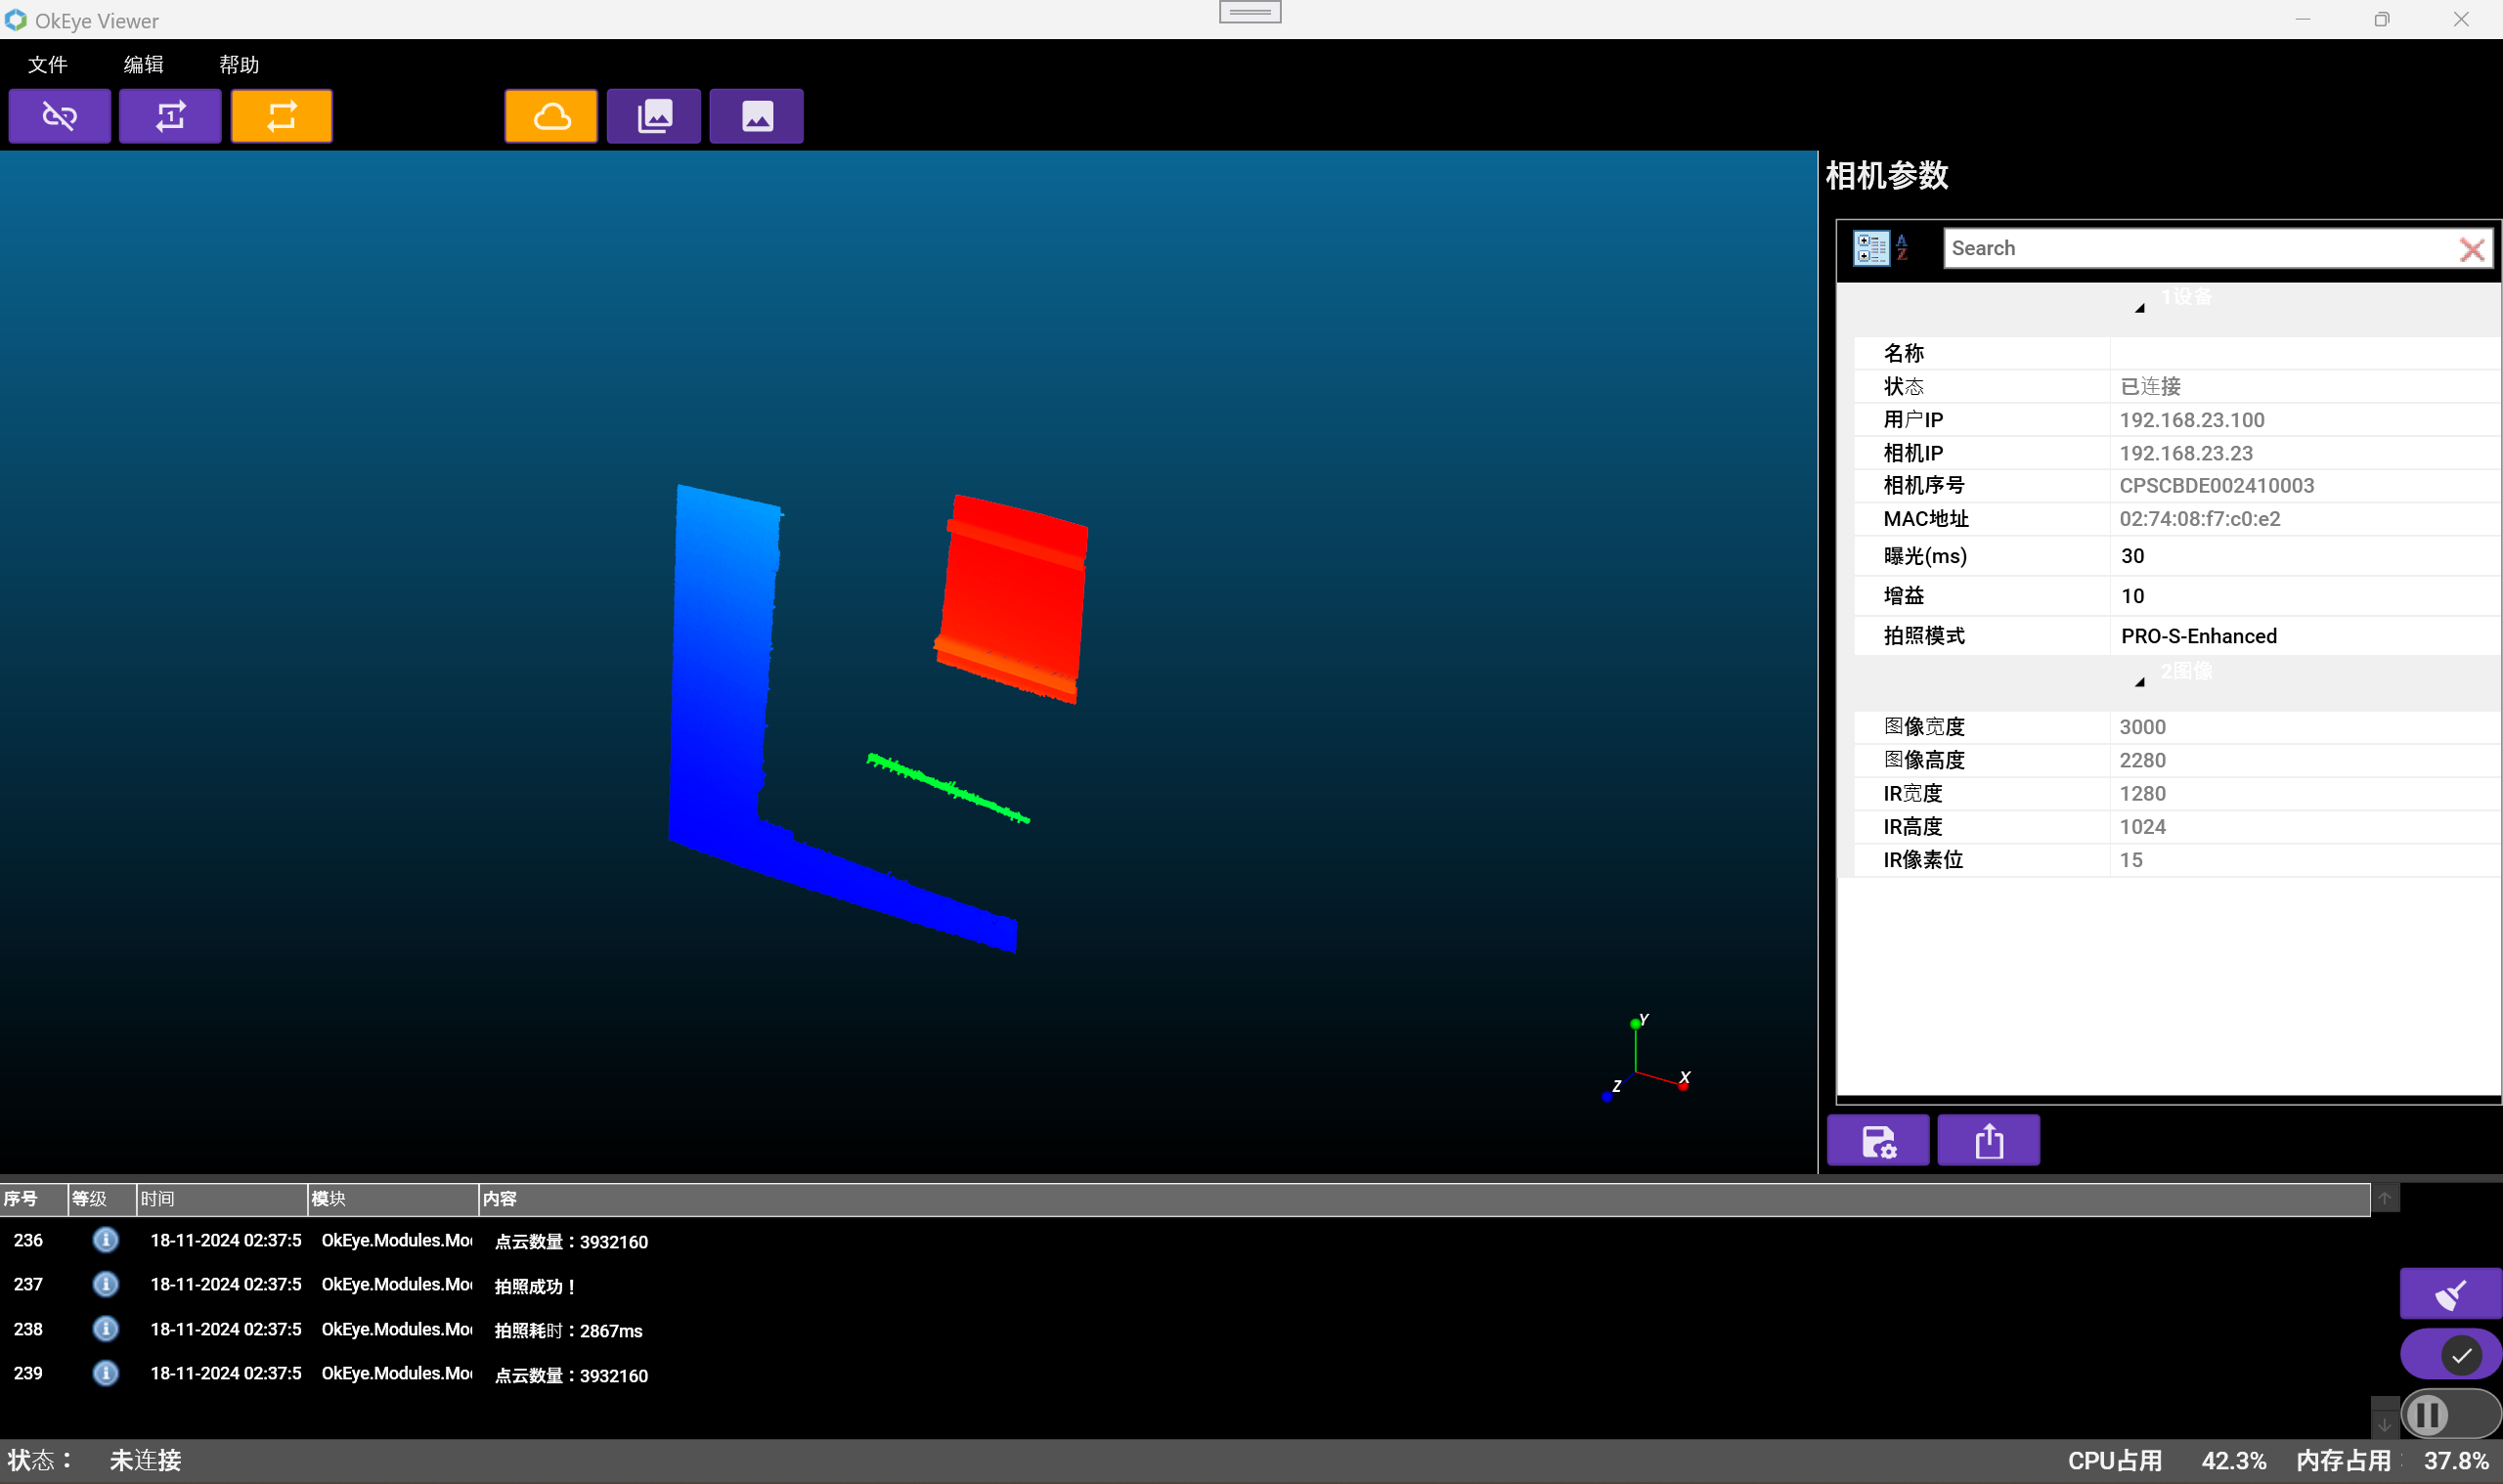 OkEye Viewer
文件 编辑 帮助
相机参数
Search
1设备
名称
状态 已连接
用户IP 192.168.23.100
相机IP 192.168.23.23
相机序号 CPSCBDE002410003
MAC地址 02:74:08:f7:c0:e2
曝光(ms) 30
增益 10
拍照模式 PRO-S-Enhanced
2图像
图像宽度 3000
图像高度 2280
IR宽度 1280
IR高度 1024
IR像素位 15
Y
X
Z
序号 等级 时间 模块 内容
236 18-11-2024 02:37:5 OkEye.Modules.Mo 点云数量：3932160
237 18-11-2024 02:37:5 OkEye.Modules.Mo 拍照成功！
238 18-11-2024 02:37:5 OkEye.Modules.Mo 拍照耗时：2867ms
239 18-11-2024 02:37:5 OkEye.Modules.Mo 点云数量：3932160
状态： 未连接 CPU占用 42.3% 内存占用： 37.8%